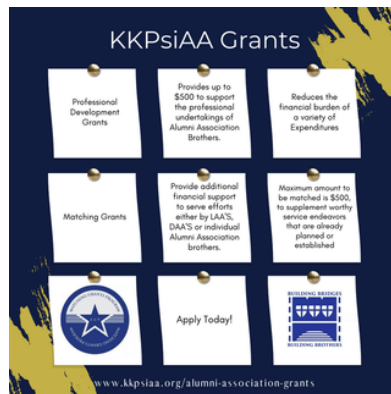 KKPsiAA Grants
Professional
Development
Grants
Provides up to
$500 to support
the professional
undertakings of
Alumni Association
Brothers.
Reduces the
financial burden of
a variety of
Expenditures
Matching Grants
Provide additional
financial support
to serve efforts
either by LAA'S,
DAA'S or individual
Alumni Association
brothers.
Maximum amount to
be matched is $500,
to supplement worthy
service endeavors
that are already
planned or
established
Apply Today!
BUILDING BRIDGES
BUILDING BROTHERS
www.kkpsiaa.org/alumni-association-grants